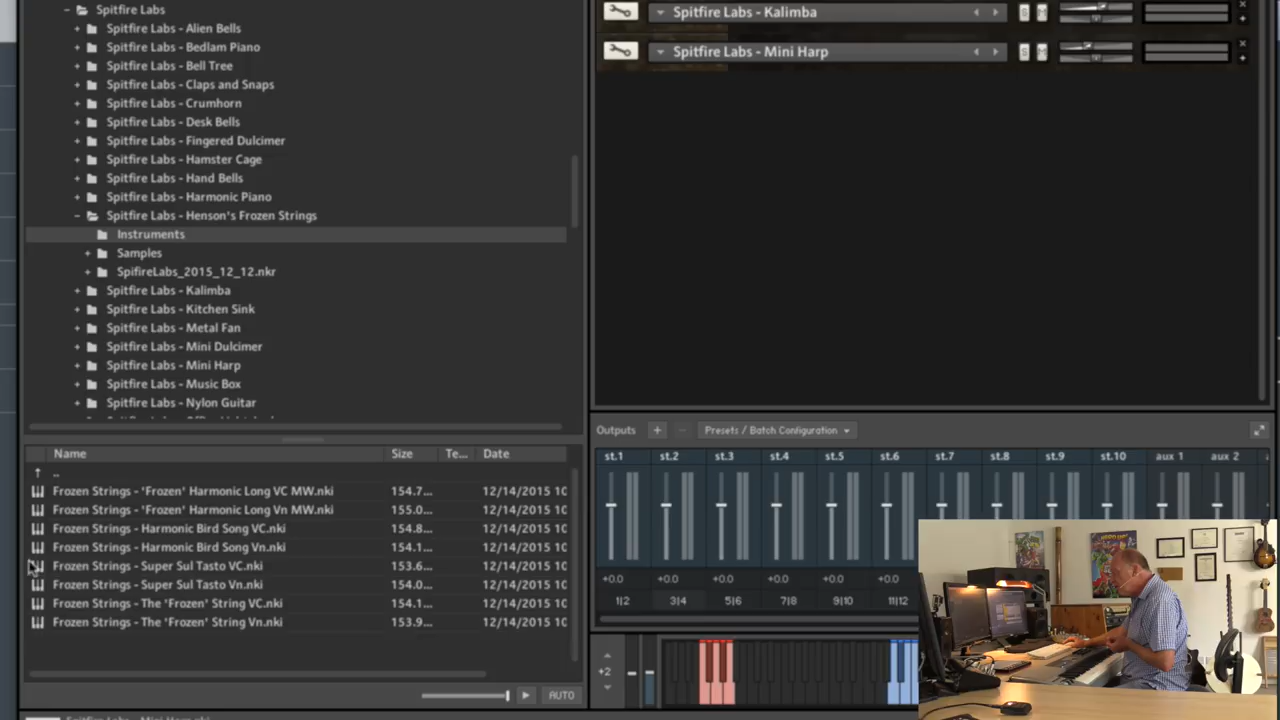 Spitfire Labs
Spitfire Labs - Alien Bells
Spitfire Labs - Bedlam Piano
Spitfire Labs - Bell Tree
Spitfire Labs - Claps and Snaps
Spitfire Labs - Crumhorn
Spitfire Labs - Desk Bells
Spitfire Labs - Fingered Dulcimer
Spitfire Labs - Hamster Cage
Spitfire Labs - Hand Bells
Spitfire Labs - Harmonic Piano
Spitfire Labs - Henson's Frozen Strings
Instruments
Samples
SpifireLabs_2015_12_12.nkr
Spitfire Labs - Kalimba
Spitfire Labs - Kitchen Sink
Spitfire Labs - Metal Fan
Spitfire Labs - Mini Dulcimer
Spitfire Labs - Mini Harp
Spitfire Labs - Music Box
Spitfire Labs - Nylon Guitar
Name Size Te... Date
..
Frozen Strings - 'Frozen' Harmonic Long VC MW.nki 154.7... 12/14/2015 10
Frozen Strings - 'Frozen' Harmonic Long Vn MW.nki 155.0... 12/14/2015 10
Frozen Strings - Harmonic Bird Song VC.nki 154.8... 12/14/2015 10
Frozen Strings - Harmonic Bird Song Vn.nki 154.1... 12/14/2015 10
Frozen Strings - Super Sul Tasto VC.nki 153.6... 12/14/2015 10
Frozen Strings - Super Sul Tasto Vn.nki 154.0... 12/14/2015 10
Frozen Strings - The 'Frozen' String VC.nki 154.1... 12/14/2015 10
Frozen Strings - The 'Frozen' String Vn.nki 153.9... 12/14/2015 10
AUTO
Spitfire Labs - Kalimba S M
Spitfire Labs - Mini Harp S M
Outputs + - Presets / Batch Configuration
st.1 st.2 st.3 st.4 st.5 st.6 st.7 st.8 st.9 st.10 aux 1 aux 2
+0.0 +0.0 +0.0 +0.0 +0.0 +0.0
1|2 3|4 5|6 7|8 9|10 11|12
+2